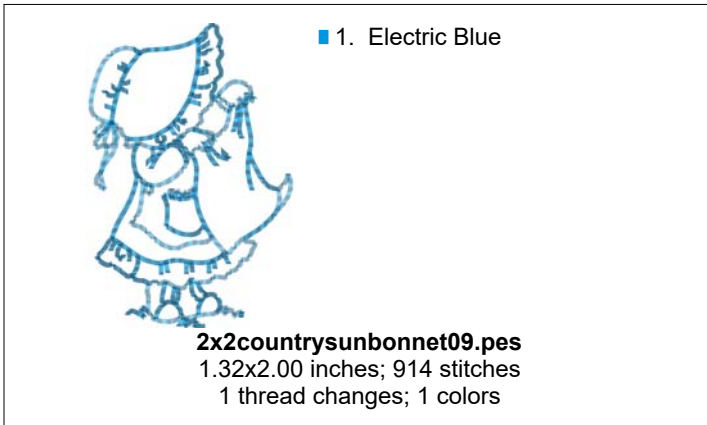 1. Electric Blue
2x2countrysunbonnet09.pes
1.32x2.00 inches; 914 stitches
1 thread changes; 1 colors